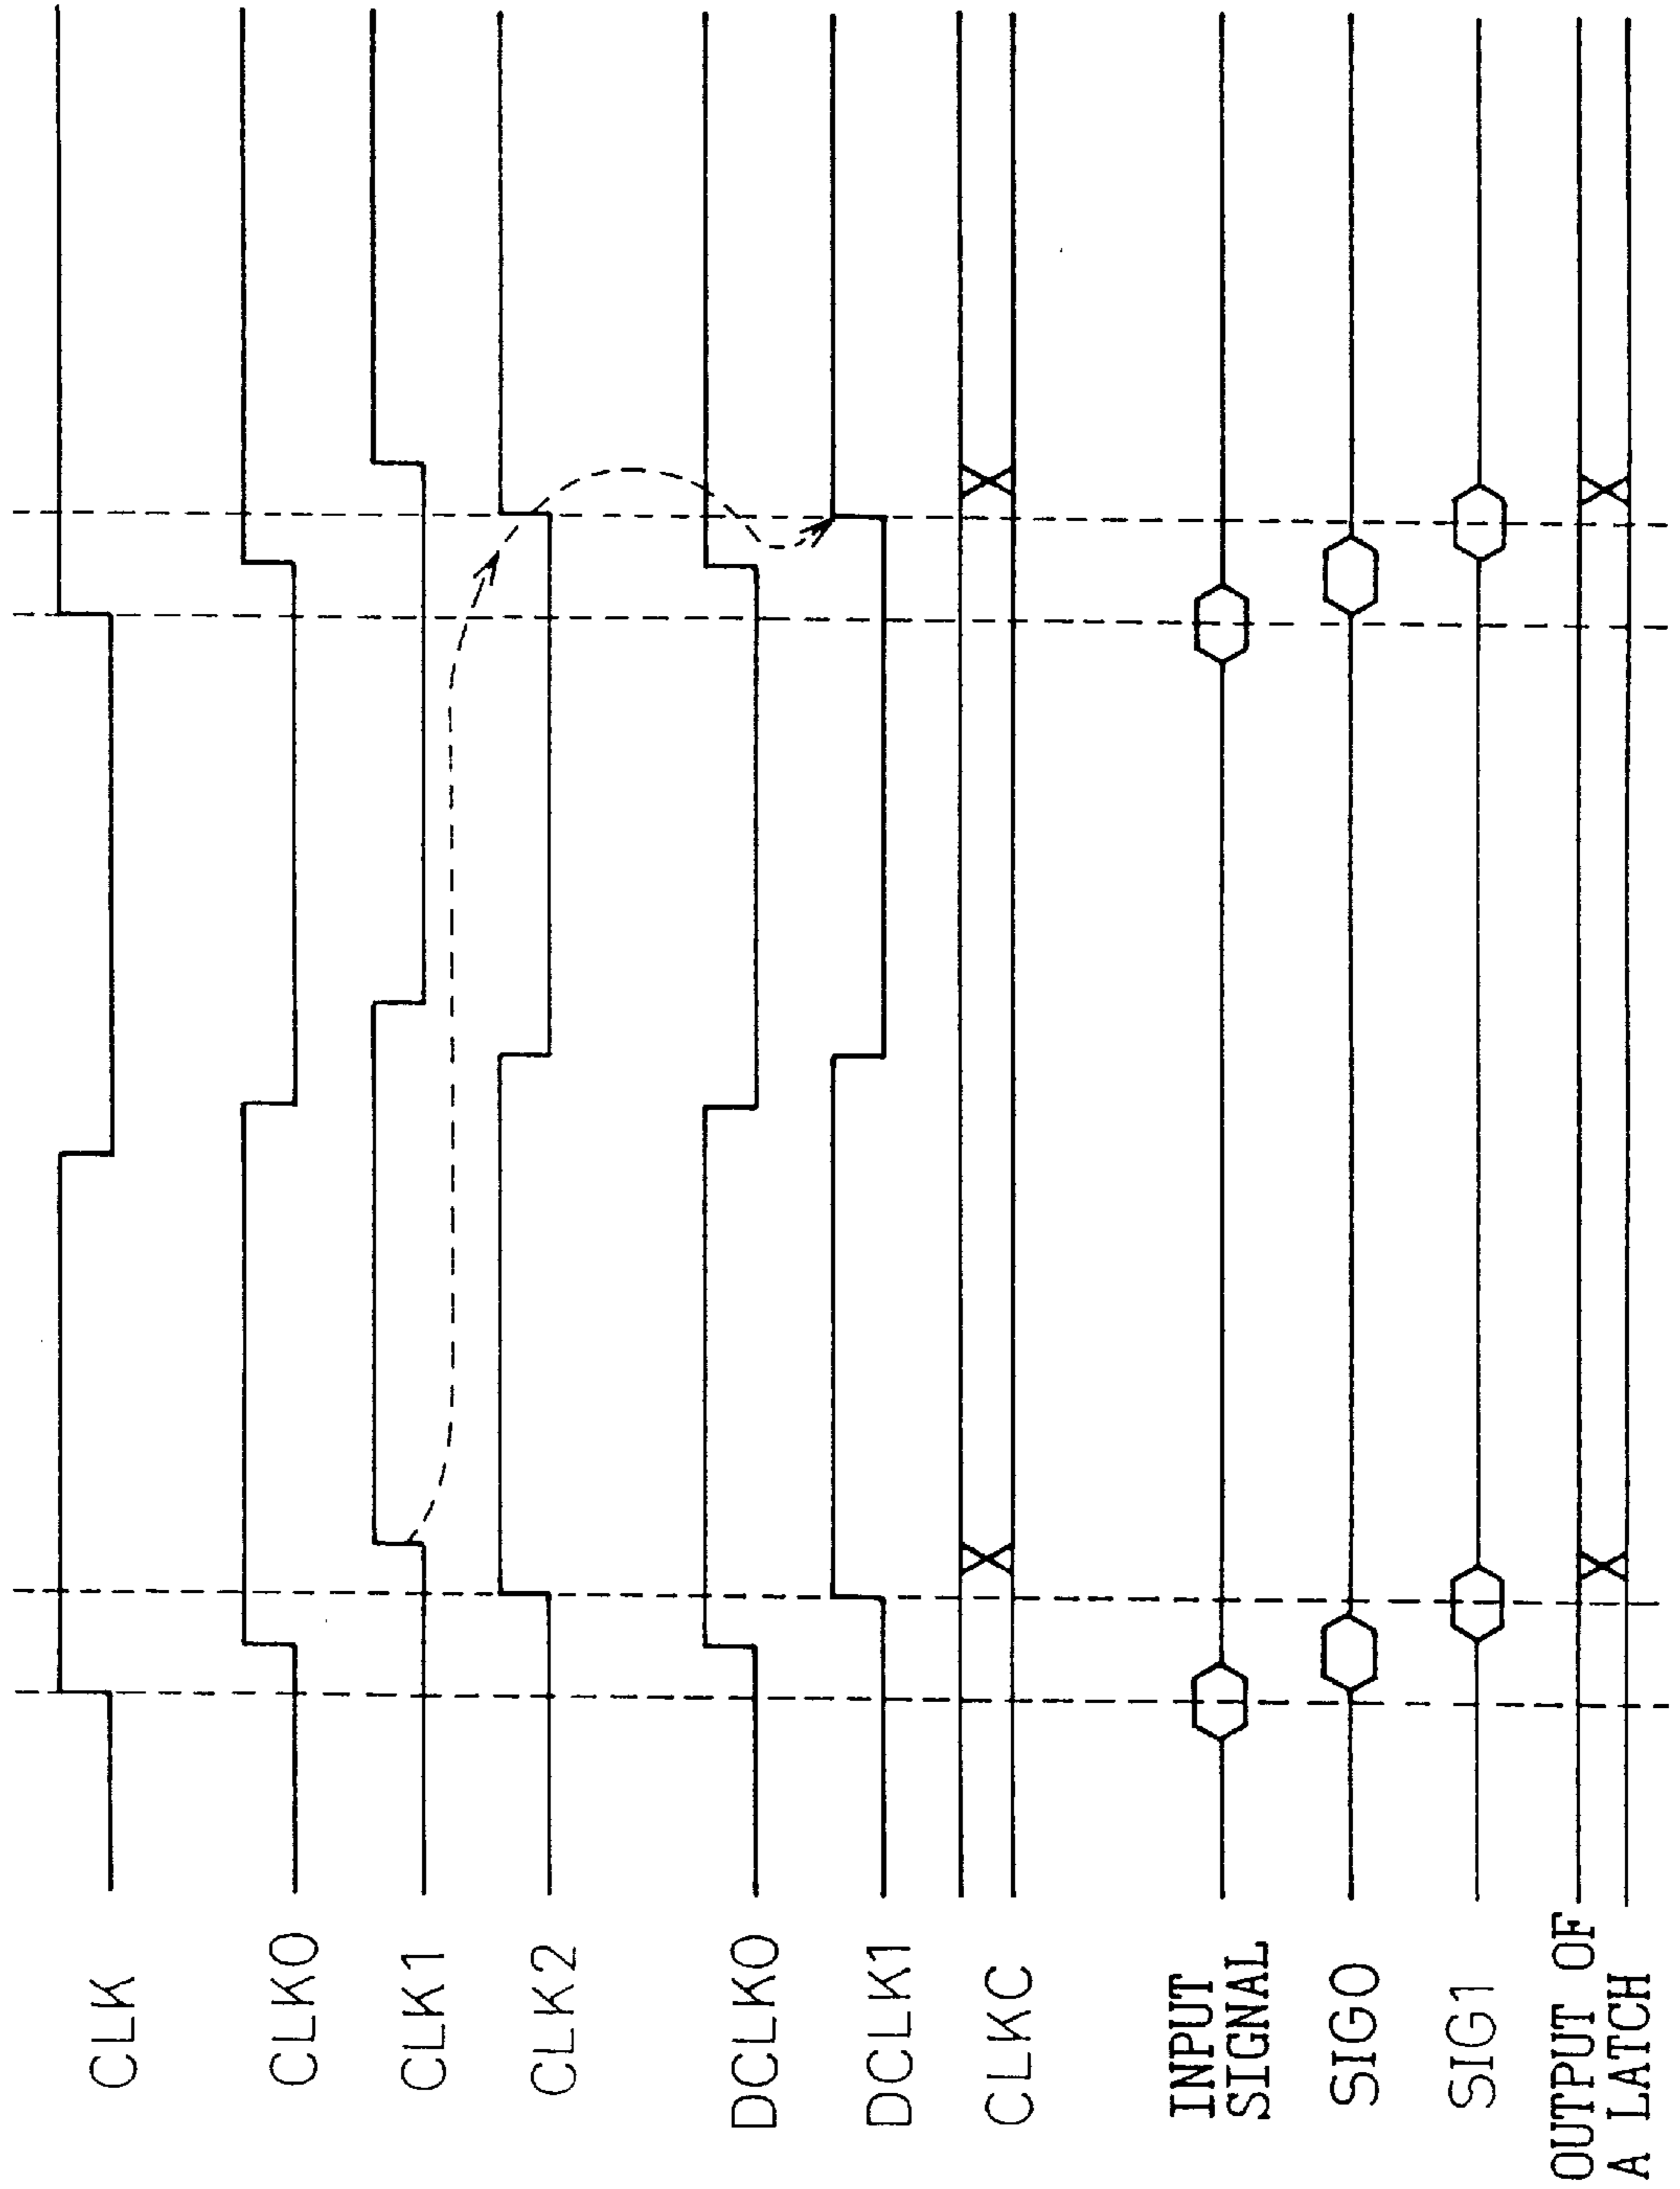 CLK
CLK0
CLK1
CLK2
DCLK0
DCLK1
CLKC
INPUT
SIGNAL
SIG0
SIG1
OUTPUT OF
A LATCH